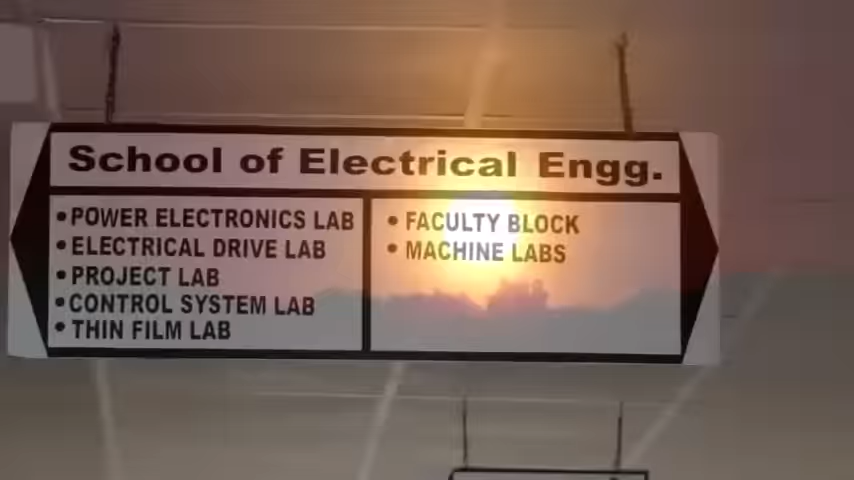 School of Electrical Engg.
• POWER ELECTRONICS LAB
• ELECTRICAL DRIVE LAB
• PROJECT LAB
• CONTROL SYSTEM LAB
• THIN FILM LAB
• FACULTY BLOCK
• MACHINE LABS